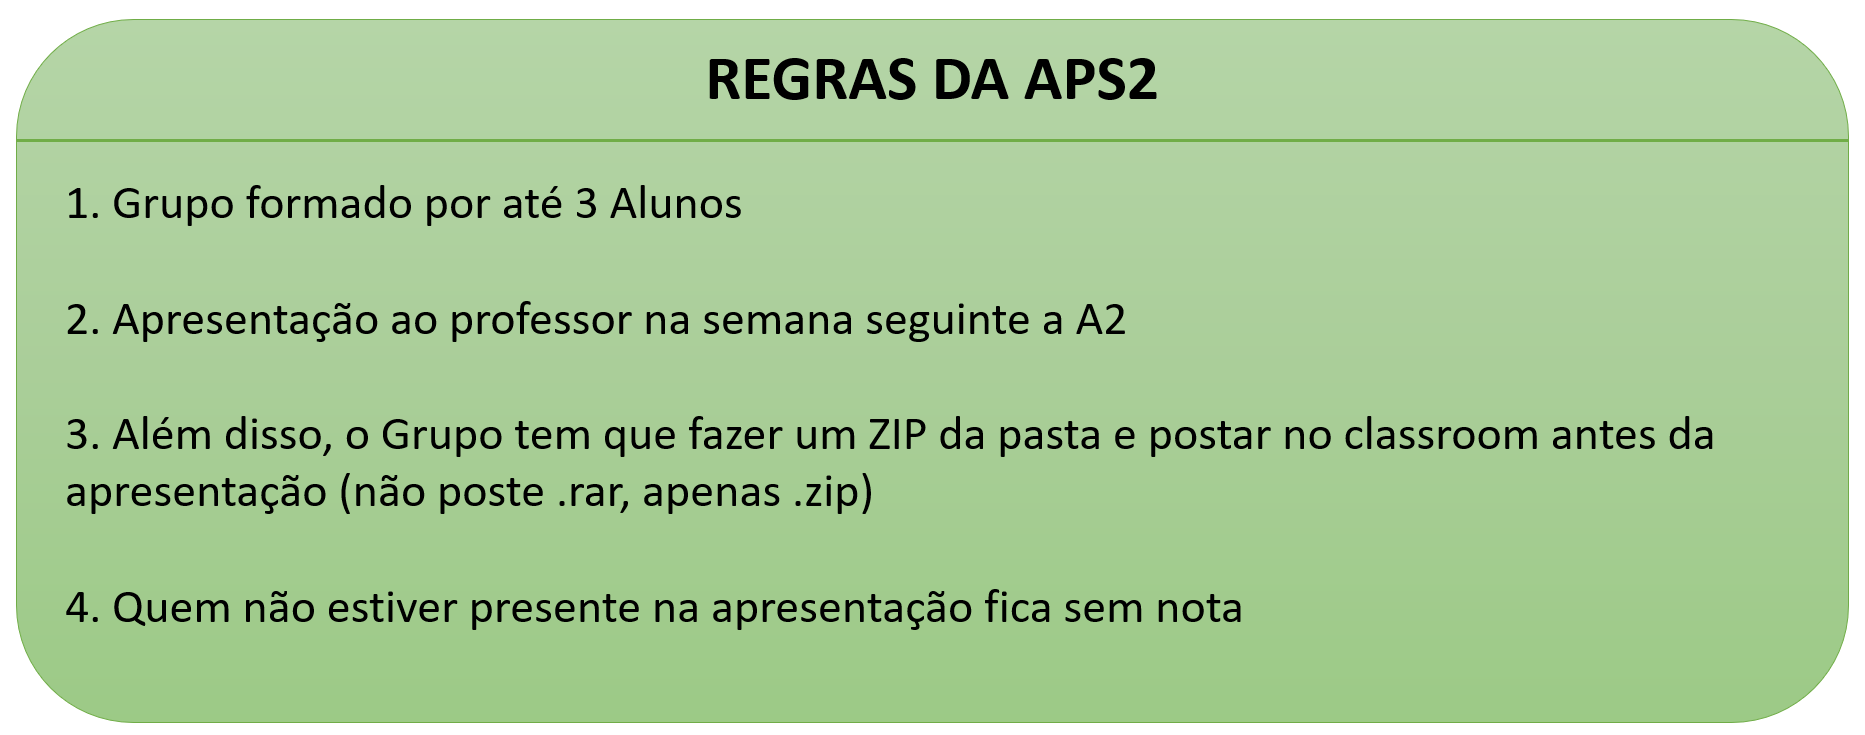 REGRAS DA APS2
1. Grupo formado por até 3 Alunos
2. Apresentação ao professor na semana seguinte a A2
3. Além disso, o Grupo tem que fazer um ZIP da pasta e postar no classroom antes da
apresentação (não poste .rar, apenas .zip)
4. Quem não estiver presente na apresentação fica sem nota